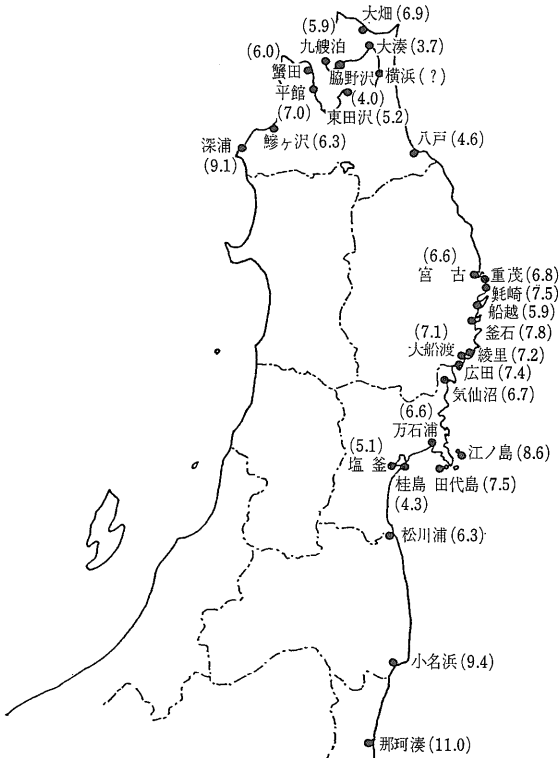 大畑(6.9)
(5.9)
九艘泊
大湊(3.7)
(6.0)
蟹田
脇野沢
横浜(?)
平館
(4.0)
(7.0)
東田沢(5.2)
鰺ヶ沢(6.3)
八戸(4.6)
深浦
(9.1)
(6.6)
宮古
重茂(6.8)
魹崎(7.5)
船越(5.9)
釜石(7.8)
(7.1)
大船渡
綾里(7.2)
広田(7.4)
気仙沼(6.7)
(6.6)
万石浦
(5.1)
塩釜
江ノ島(8.6)
桂島
(4.3)
田代島(7.5)
松川浦(6.3)
小名浜(9.4)
那珂湊(11.0)